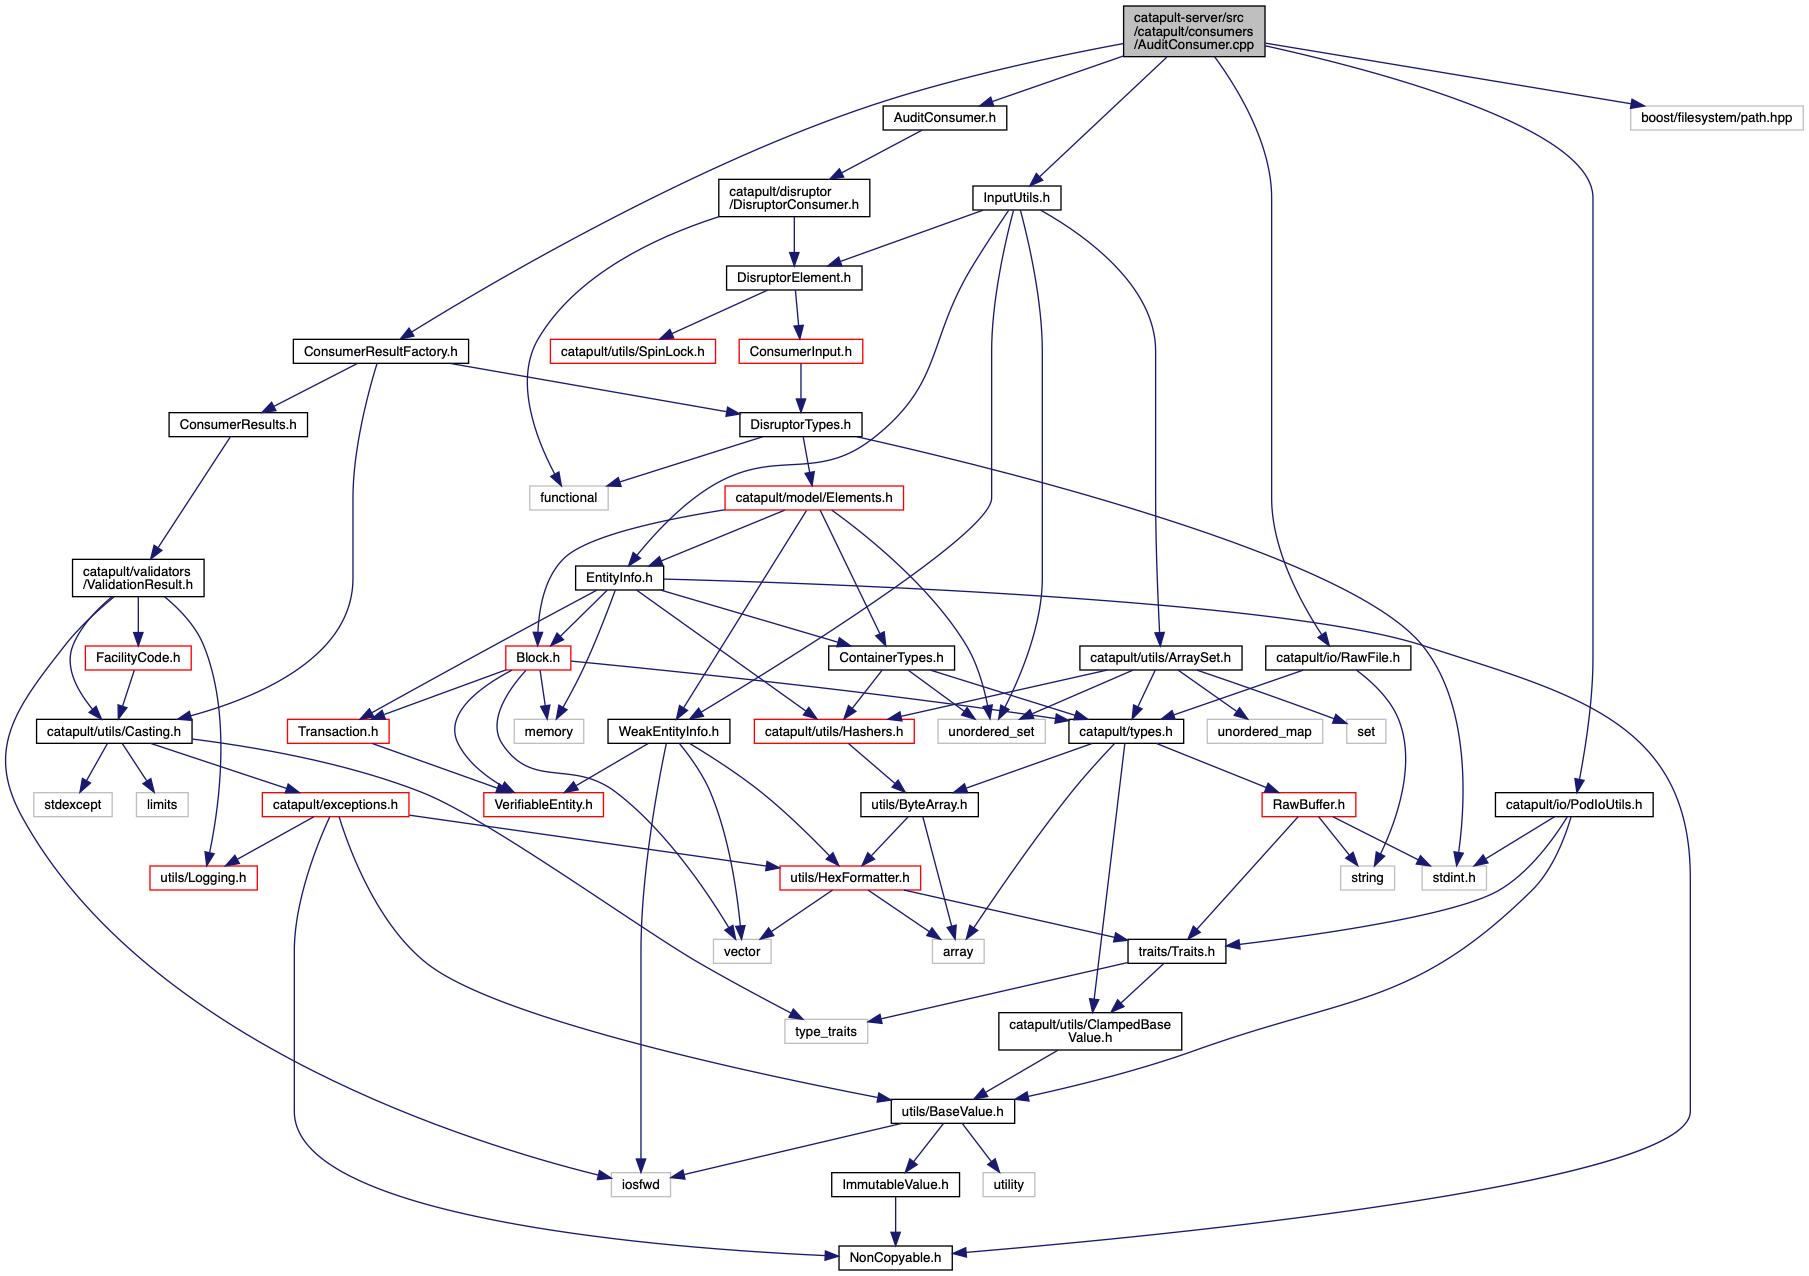 catapult-server/src
/catapult/consumers
/AuditConsumer.cpp
AuditConsumer.h
boost/filesystem/path.hpp
catapult/disruptor
/DisruptorConsumer.h
InputUtils.h
DisruptorElement.h
ConsumerResultFactory.h
catapult/utils/SpinLock.h
ConsumerInput.h
ConsumerResults.h
DisruptorTypes.h
functional
catapult/model/Elements.h
catapult/validators
/ValidationResult.h
EntityInfo.h
FacilityCode.h
Block.h
ContainerTypes.h
catapult/utils/ArraySet.h
catapult/io/RawFile.h
catapult/utils/Casting.h
Transaction.h
memory
WeakEntityInfo.h
catapult/utils/Hashers.h
unordered_set
catapult/types.h
unordered_map
set
stdexcept
limits
catapult/exceptions.h
VerifiableEntity.h
utils/ByteArray.h
RawBuffer.h
catapult/io/PodIoUtils.h
utils/Logging.h
utils/HexFormatter.h
string
stdint.h
vector
array
traits/Traits.h
type_traits
catapult/utils/ClampedBase
Value.h
utils/BaseValue.h
iosfwd
ImmutableValue.h
utility
NonCopyable.h